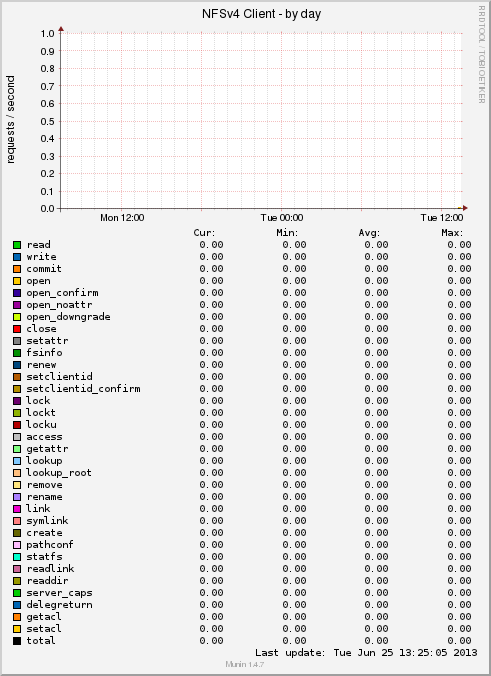 NFSv4 Client - by day
RRDTOOL / TOBI OETIKER
requests / second
1.0
0.9
0.8
0.7
0.6
0.5
0.4
0.3
0.2
0.1
0.0
Mon 12:00 Tue 00:00 Tue 12:00
Cur: Min: Avg: Max:
read 0.00 0.00 0.00 0.00
write 0.00 0.00 0.00 0.00
commit 0.00 0.00 0.00 0.00
open 0.00 0.00 0.00 0.00
open_confirm 0.00 0.00 0.00 0.00
open_noattr 0.00 0.00 0.00 0.00
open_downgrade 0.00 0.00 0.00 0.00
close 0.00 0.00 0.00 0.00
setattr 0.00 0.00 0.00 0.00
fsinfo 0.00 0.00 0.00 0.00
renew 0.00 0.00 0.00 0.00
setclientid 0.00 0.00 0.00 0.00
setclientid_confirm 0.00 0.00 0.00 0.00
lock 0.00 0.00 0.00 0.00
lockt 0.00 0.00 0.00 0.00
locku 0.00 0.00 0.00 0.00
access 0.00 0.00 0.00 0.00
getattr 0.00 0.00 0.00 0.00
lookup 0.00 0.00 0.00 0.00
lookup_root 0.00 0.00 0.00 0.00
remove 0.00 0.00 0.00 0.00
rename 0.00 0.00 0.00 0.00
link 0.00 0.00 0.00 0.00
symlink 0.00 0.00 0.00 0.00
create 0.00 0.00 0.00 0.00
pathconf 0.00 0.00 0.00 0.00
statfs 0.00 0.00 0.00 0.00
readlink 0.00 0.00 0.00 0.00
readdir 0.00 0.00 0.00 0.00
server_caps 0.00 0.00 0.00 0.00
delegreturn 0.00 0.00 0.00 0.00
getacl 0.00 0.00 0.00 0.00
setacl 0.00 0.00 0.00 0.00
total 0.00 0.00 0.00 0.00
Last update: Tue Jun 25 13:25:05 2013
Munin 1.4.7